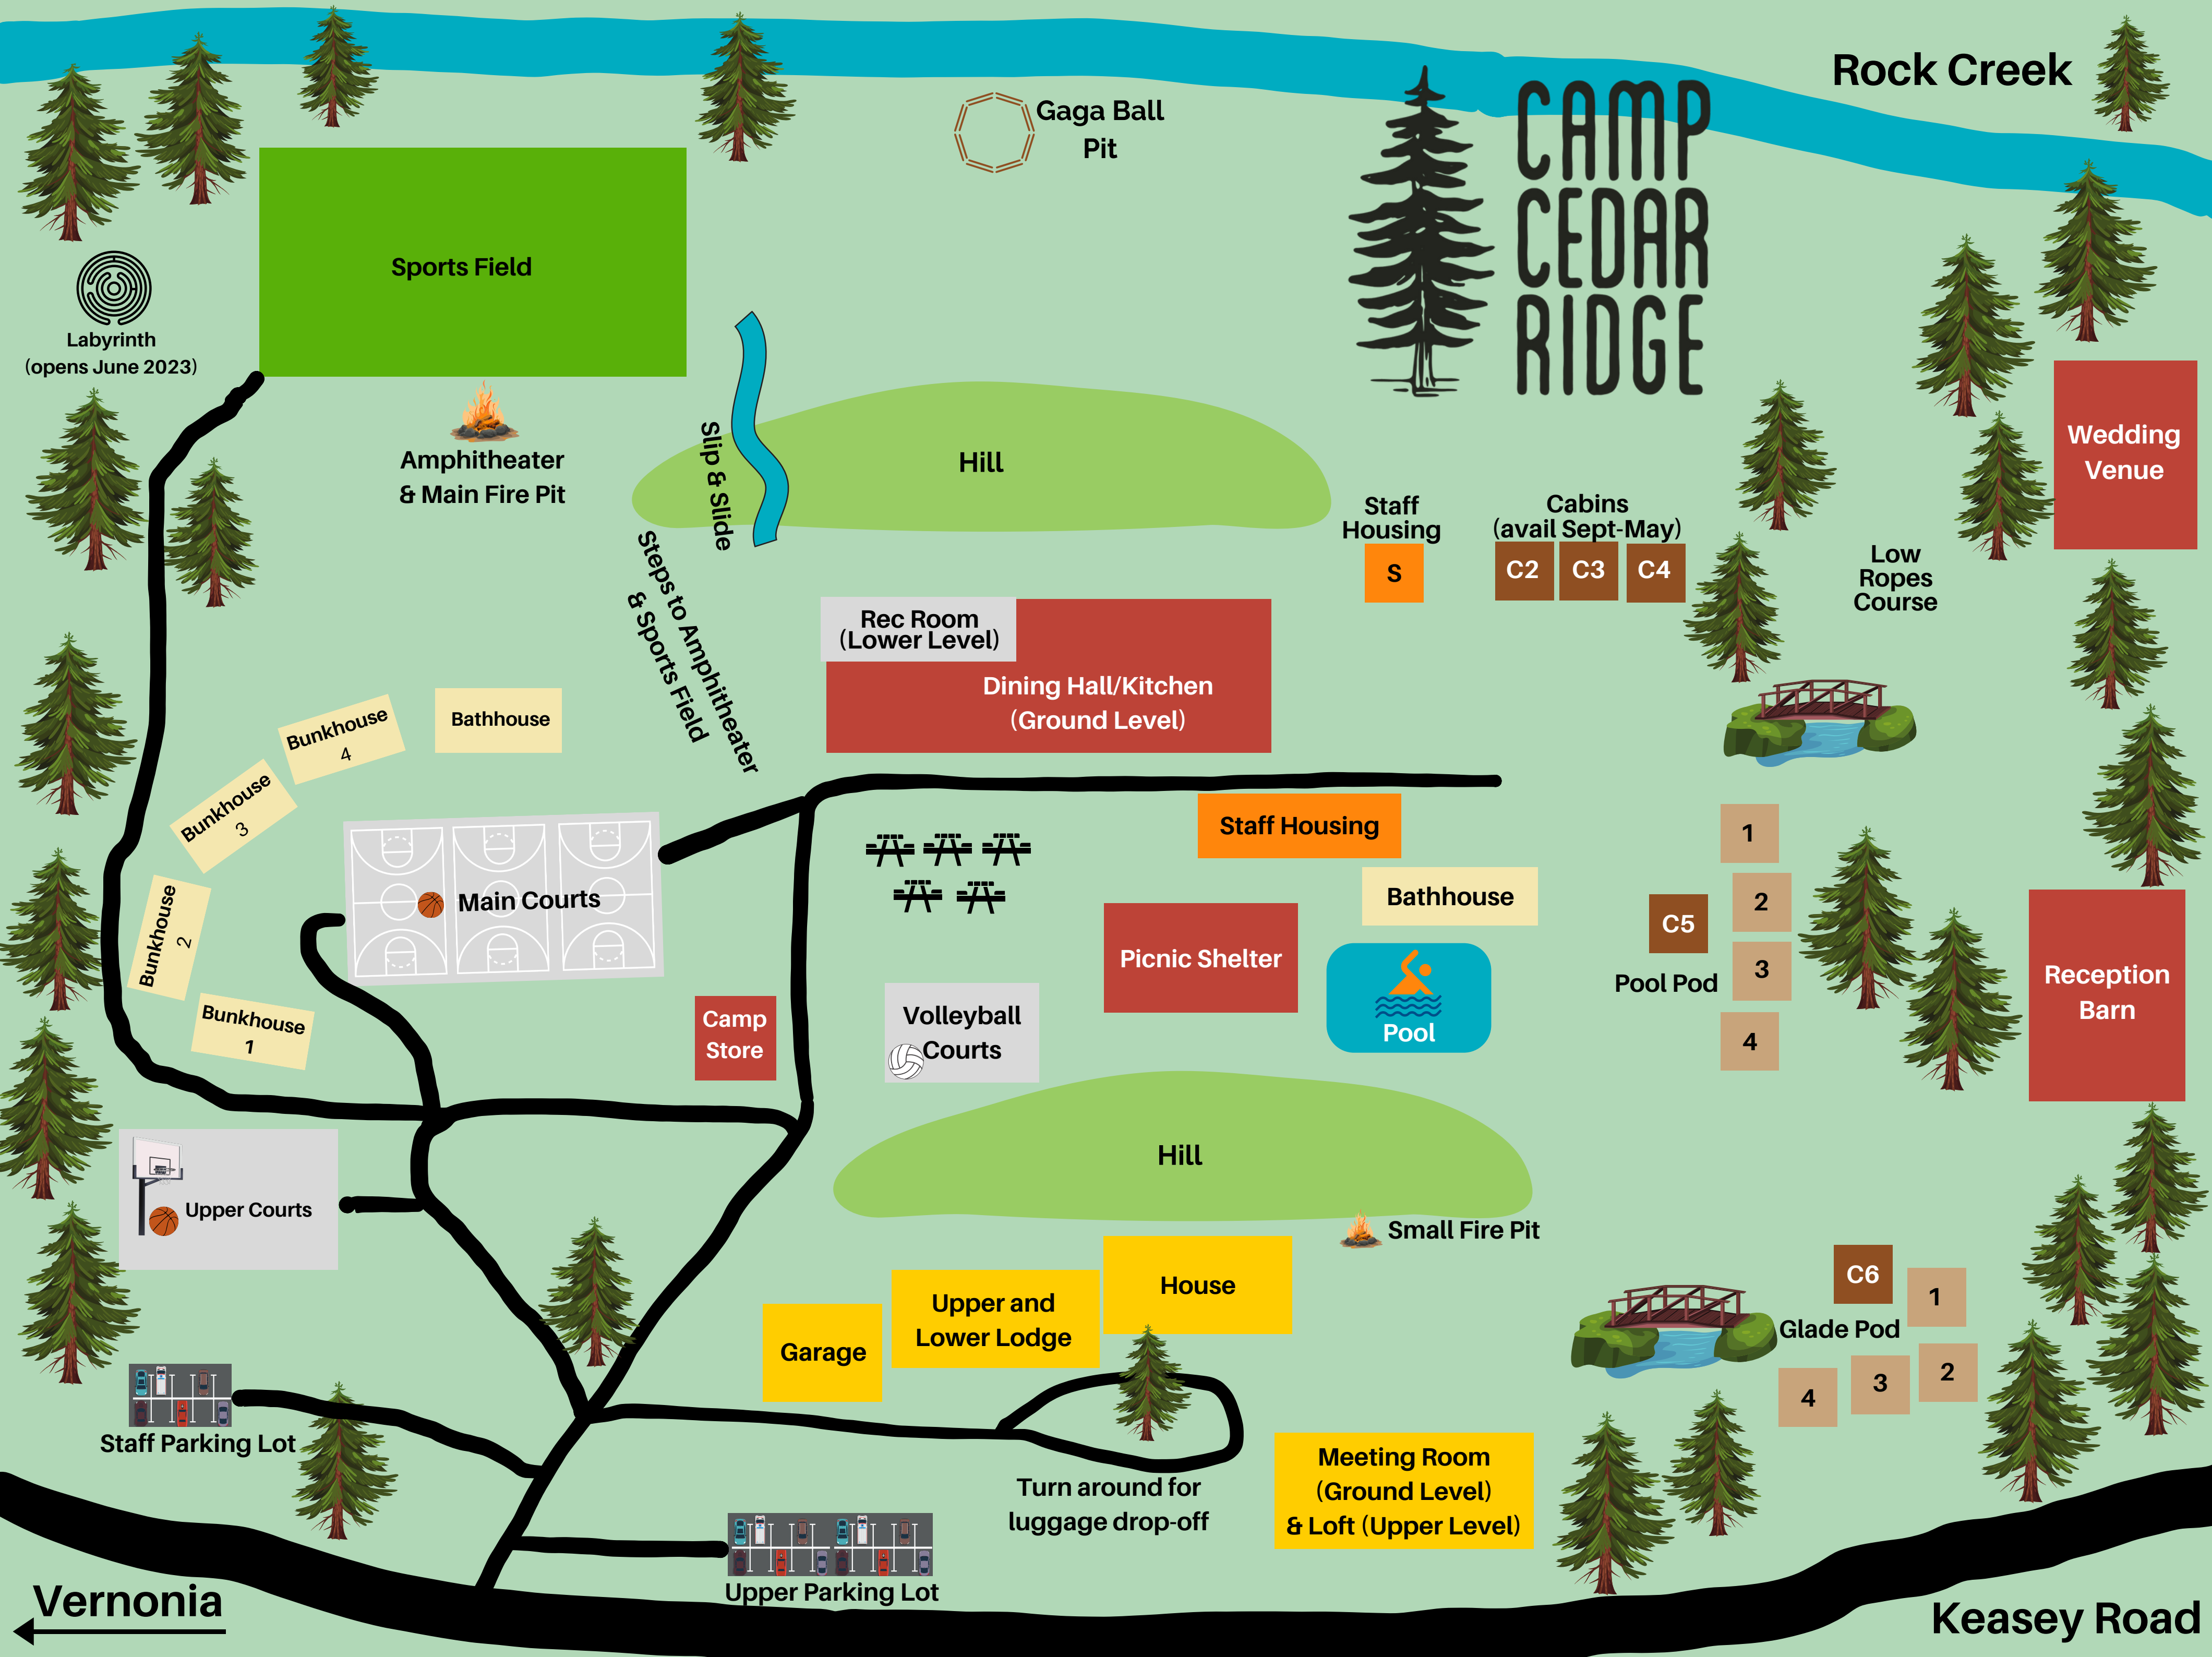 Rock Creek
CAMP
CEDAR
RIDGE
Gaga Ball
Pit
Sports Field
Labyrinth
(opens June 2023)
Amphitheater
& Main Fire Pit
Slip & Slide
Hill
Steps to Amphitheater
& Sports Field
Staff
Housing
S
Cabins
(avail Sept-May)
C2
C3
C4
Low
Ropes
Course
Wedding
Venue
Rec Room
(Lower Level)
Dining Hall/Kitchen
(Ground Level)
Bunkhouse
4
Bathhouse
Bunkhouse
3
Bunkhouse
2
Bunkhouse
1
Main Courts
Staff Housing
Bathhouse
Picnic Shelter
Pool
Camp
Store
Volleyball
Courts
C5
Pool Pod
1
2
3
4
Reception
Barn
Upper Courts
Hill
Small Fire Pit
House
Upper and
Lower Lodge
Garage
C6
Glade Pod
1
2
3
4
Staff Parking Lot
Turn around for
luggage drop-off
Meeting Room
(Ground Level)
& Loft (Upper Level)
Upper Parking Lot
Vernonia
Keasey Road